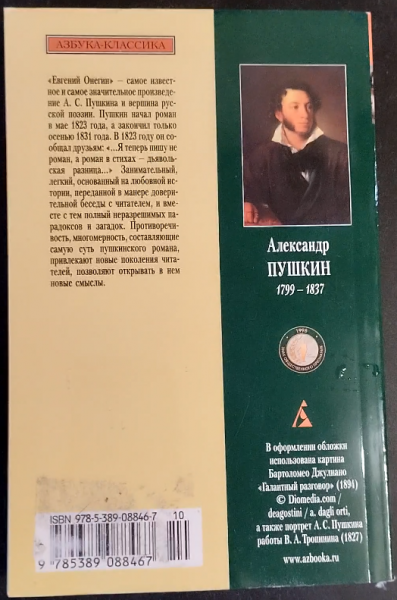 АЗБУКА-КЛАССИКА
«Евгений Онегин» – самое извест-
ное и самое значительное произведе-
ние А. С. Пушкина и вершина рус-
ской поэзии. Пушкин начал роман
в мае 1823 года, а закончил только
осенью 1831 года. В 1823 году он со-
общал друзьям: «...Я теперь пишу не
роман, а роман в стихах – дьяволь-
ская разница...» Занимательный,
легкий, основанный на любовной ис-
тории, переданной в манере довери-
тельной беседы с читателем, и вме-
сте с тем полный неразрешимых па-
радоксов и загадок. Противоречи-
вость, многомерность, составляющие
самую суть пушкинского романа,
привлекают новые поколения чита-
телей, позволяют открывать в нем
новые смыслы.
ISBN 978-5-389-08846-7
10
9 785389 088467
Александр
ПУШКИН
1799 – 1837
1998
В оформлении обложки
использована картина
Бартоломео Джулиано
«Галантный разговор» (1894)
© Diomedia.com /
deagostini / a. dagli orti,
а также портрет А. С. Пушкина
работы В. А. Тропинина (1827)
www.azbooka.ru